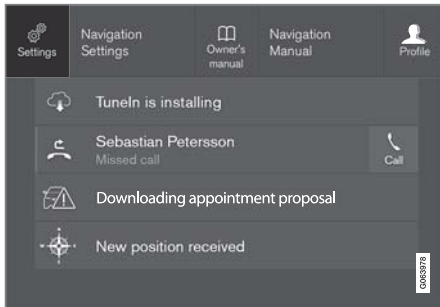 Settings
Navigation
Settings
Owner's
manual
Navigation
Manual
Profile
TuneIn is installing
Sebastian Petersson
Missed call
Call
Downloading appointment proposal
New position received
G063978